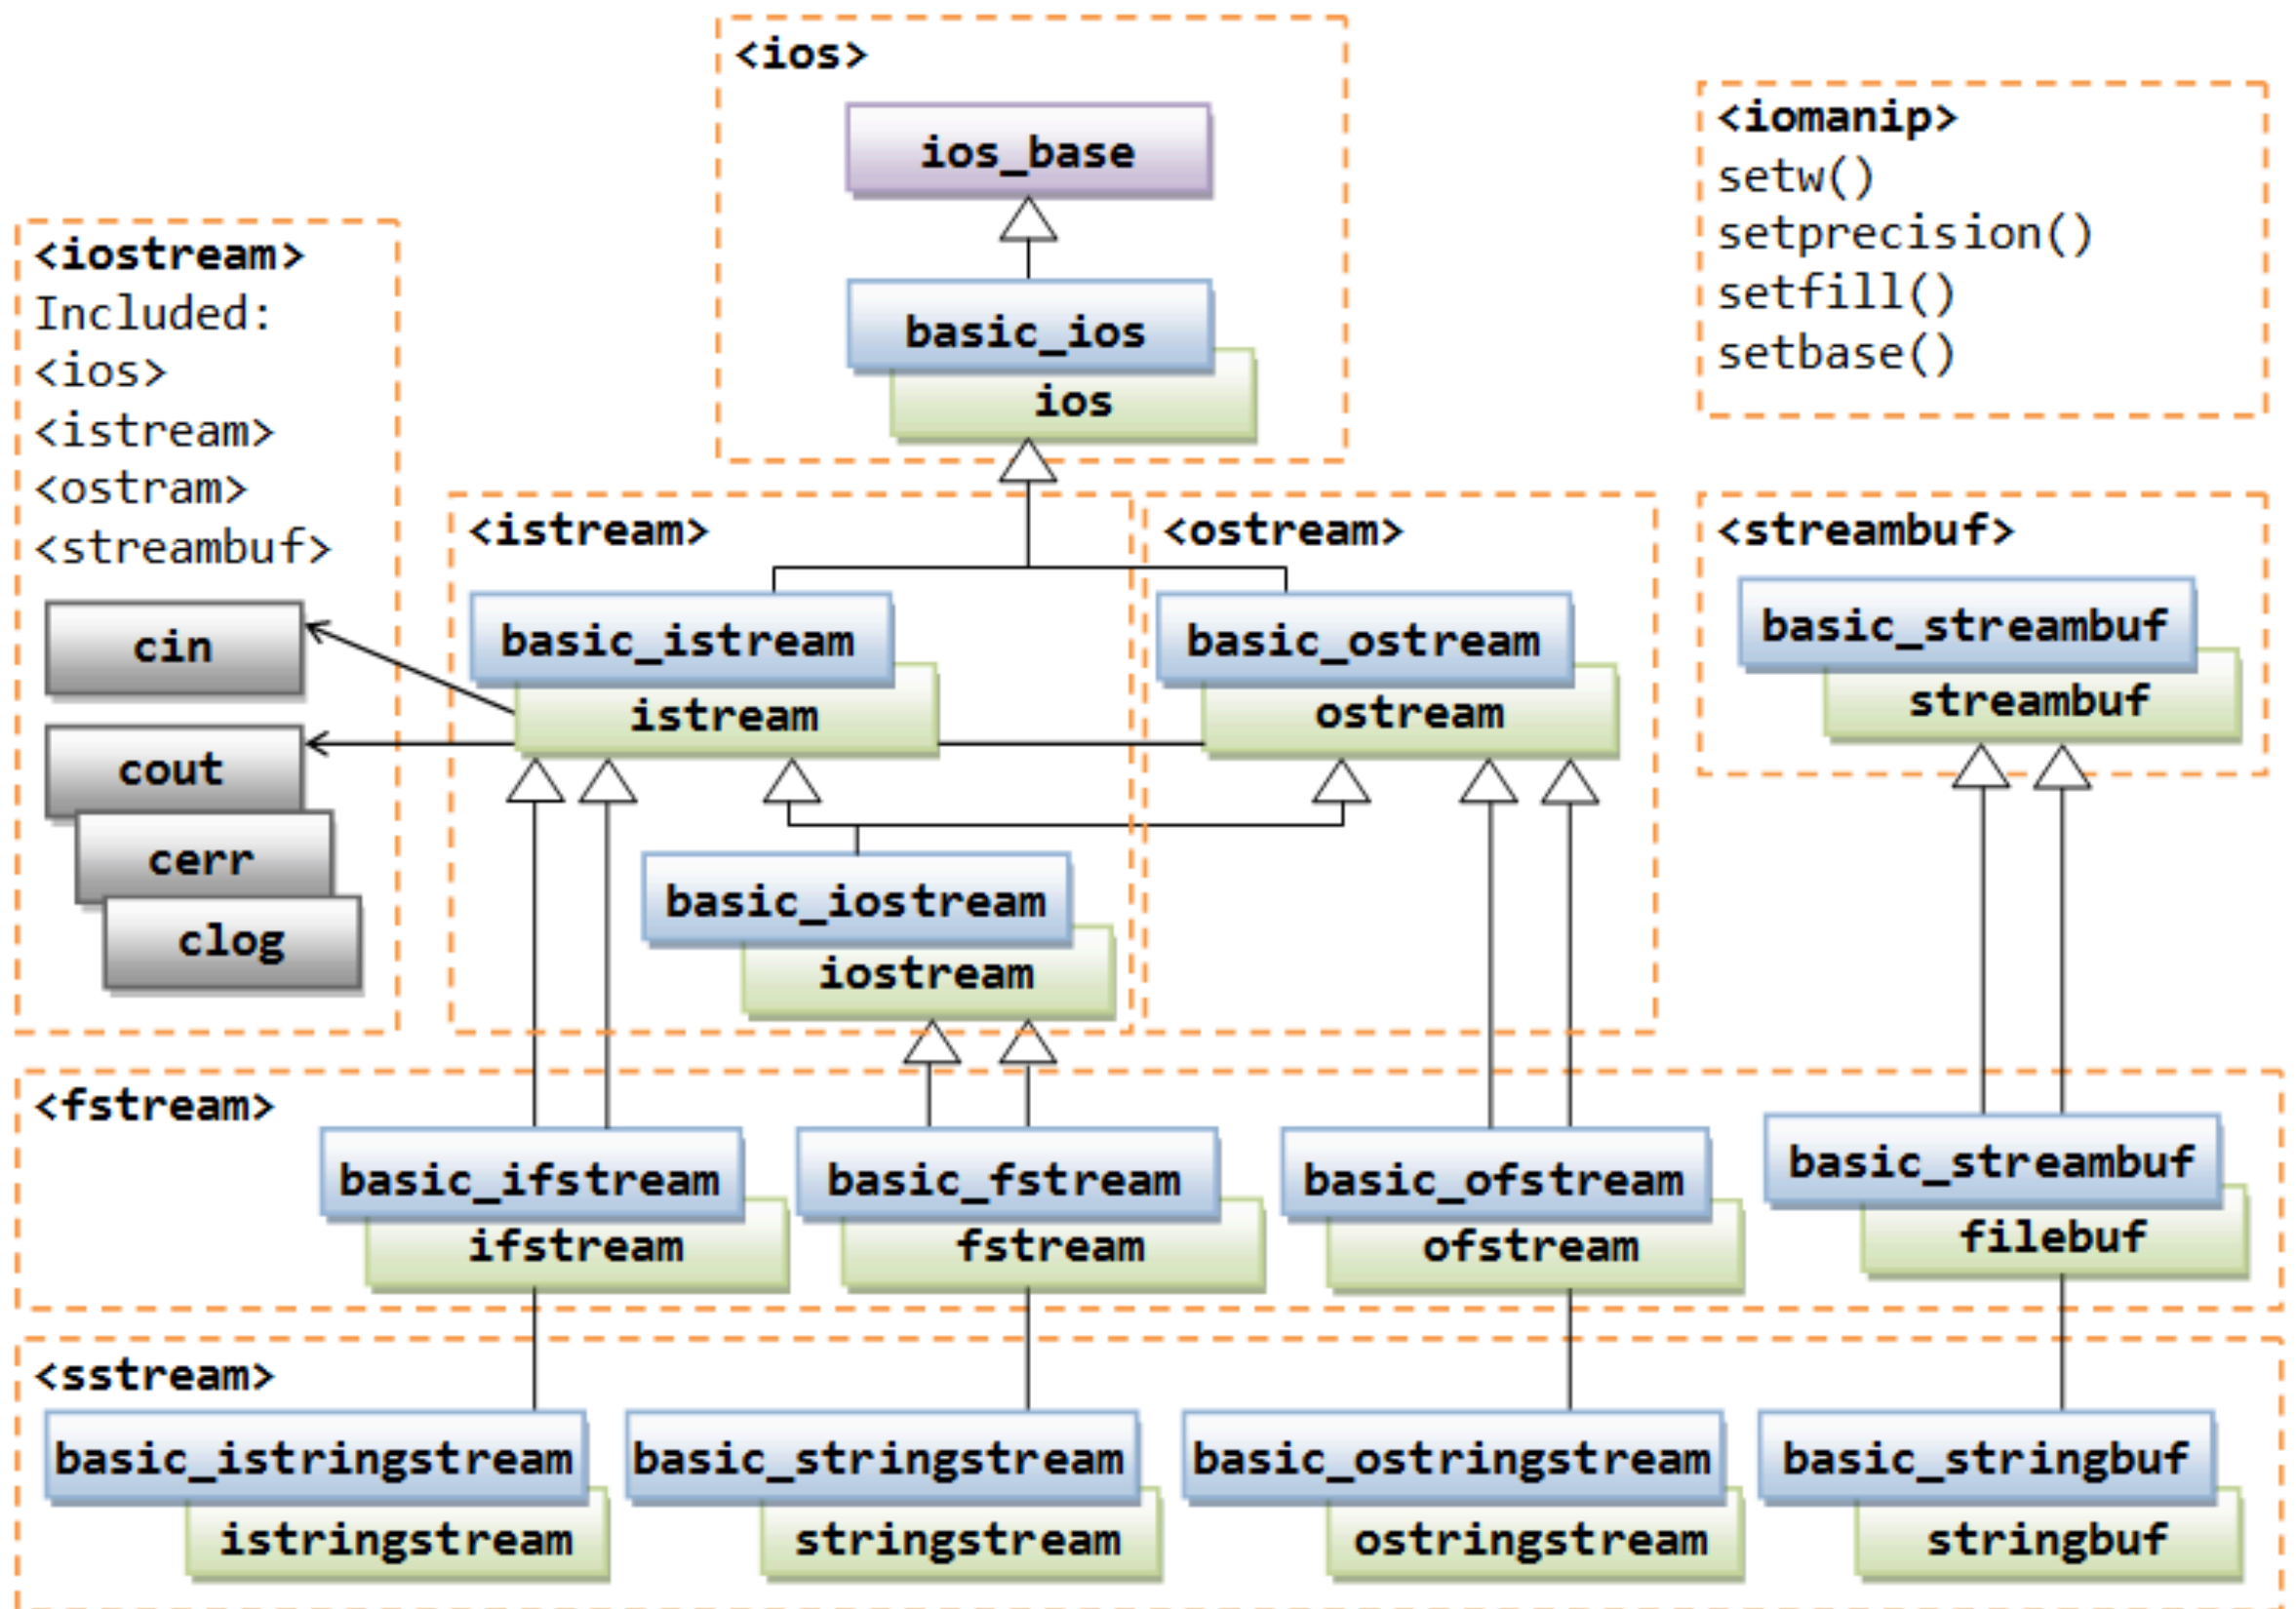 <ios>
ios_base
basic_ios
ios
<iomanip>
setw()
setprecision()
setfill()
setbase()
<iostream>
Included:
<ios>
<istream>
<ostram>
<streambuf>
cin
cout
cerr
clog
<istream>
basic_istream
istream
basic_iostream
iostream
<ostream>
basic_ostream
ostream
<streambuf>
basic_streambuf
streambuf
<fstream>
basic_ifstream
ifstream
basic_fstream
fstream
basic_ofstream
ofstream
basic_streambuf
filebuf
<sstream>
basic_istringstream
istringstream
basic_stringstream
stringstream
basic_ostringstream
ostringstream
basic_stringbuf
stringbuf